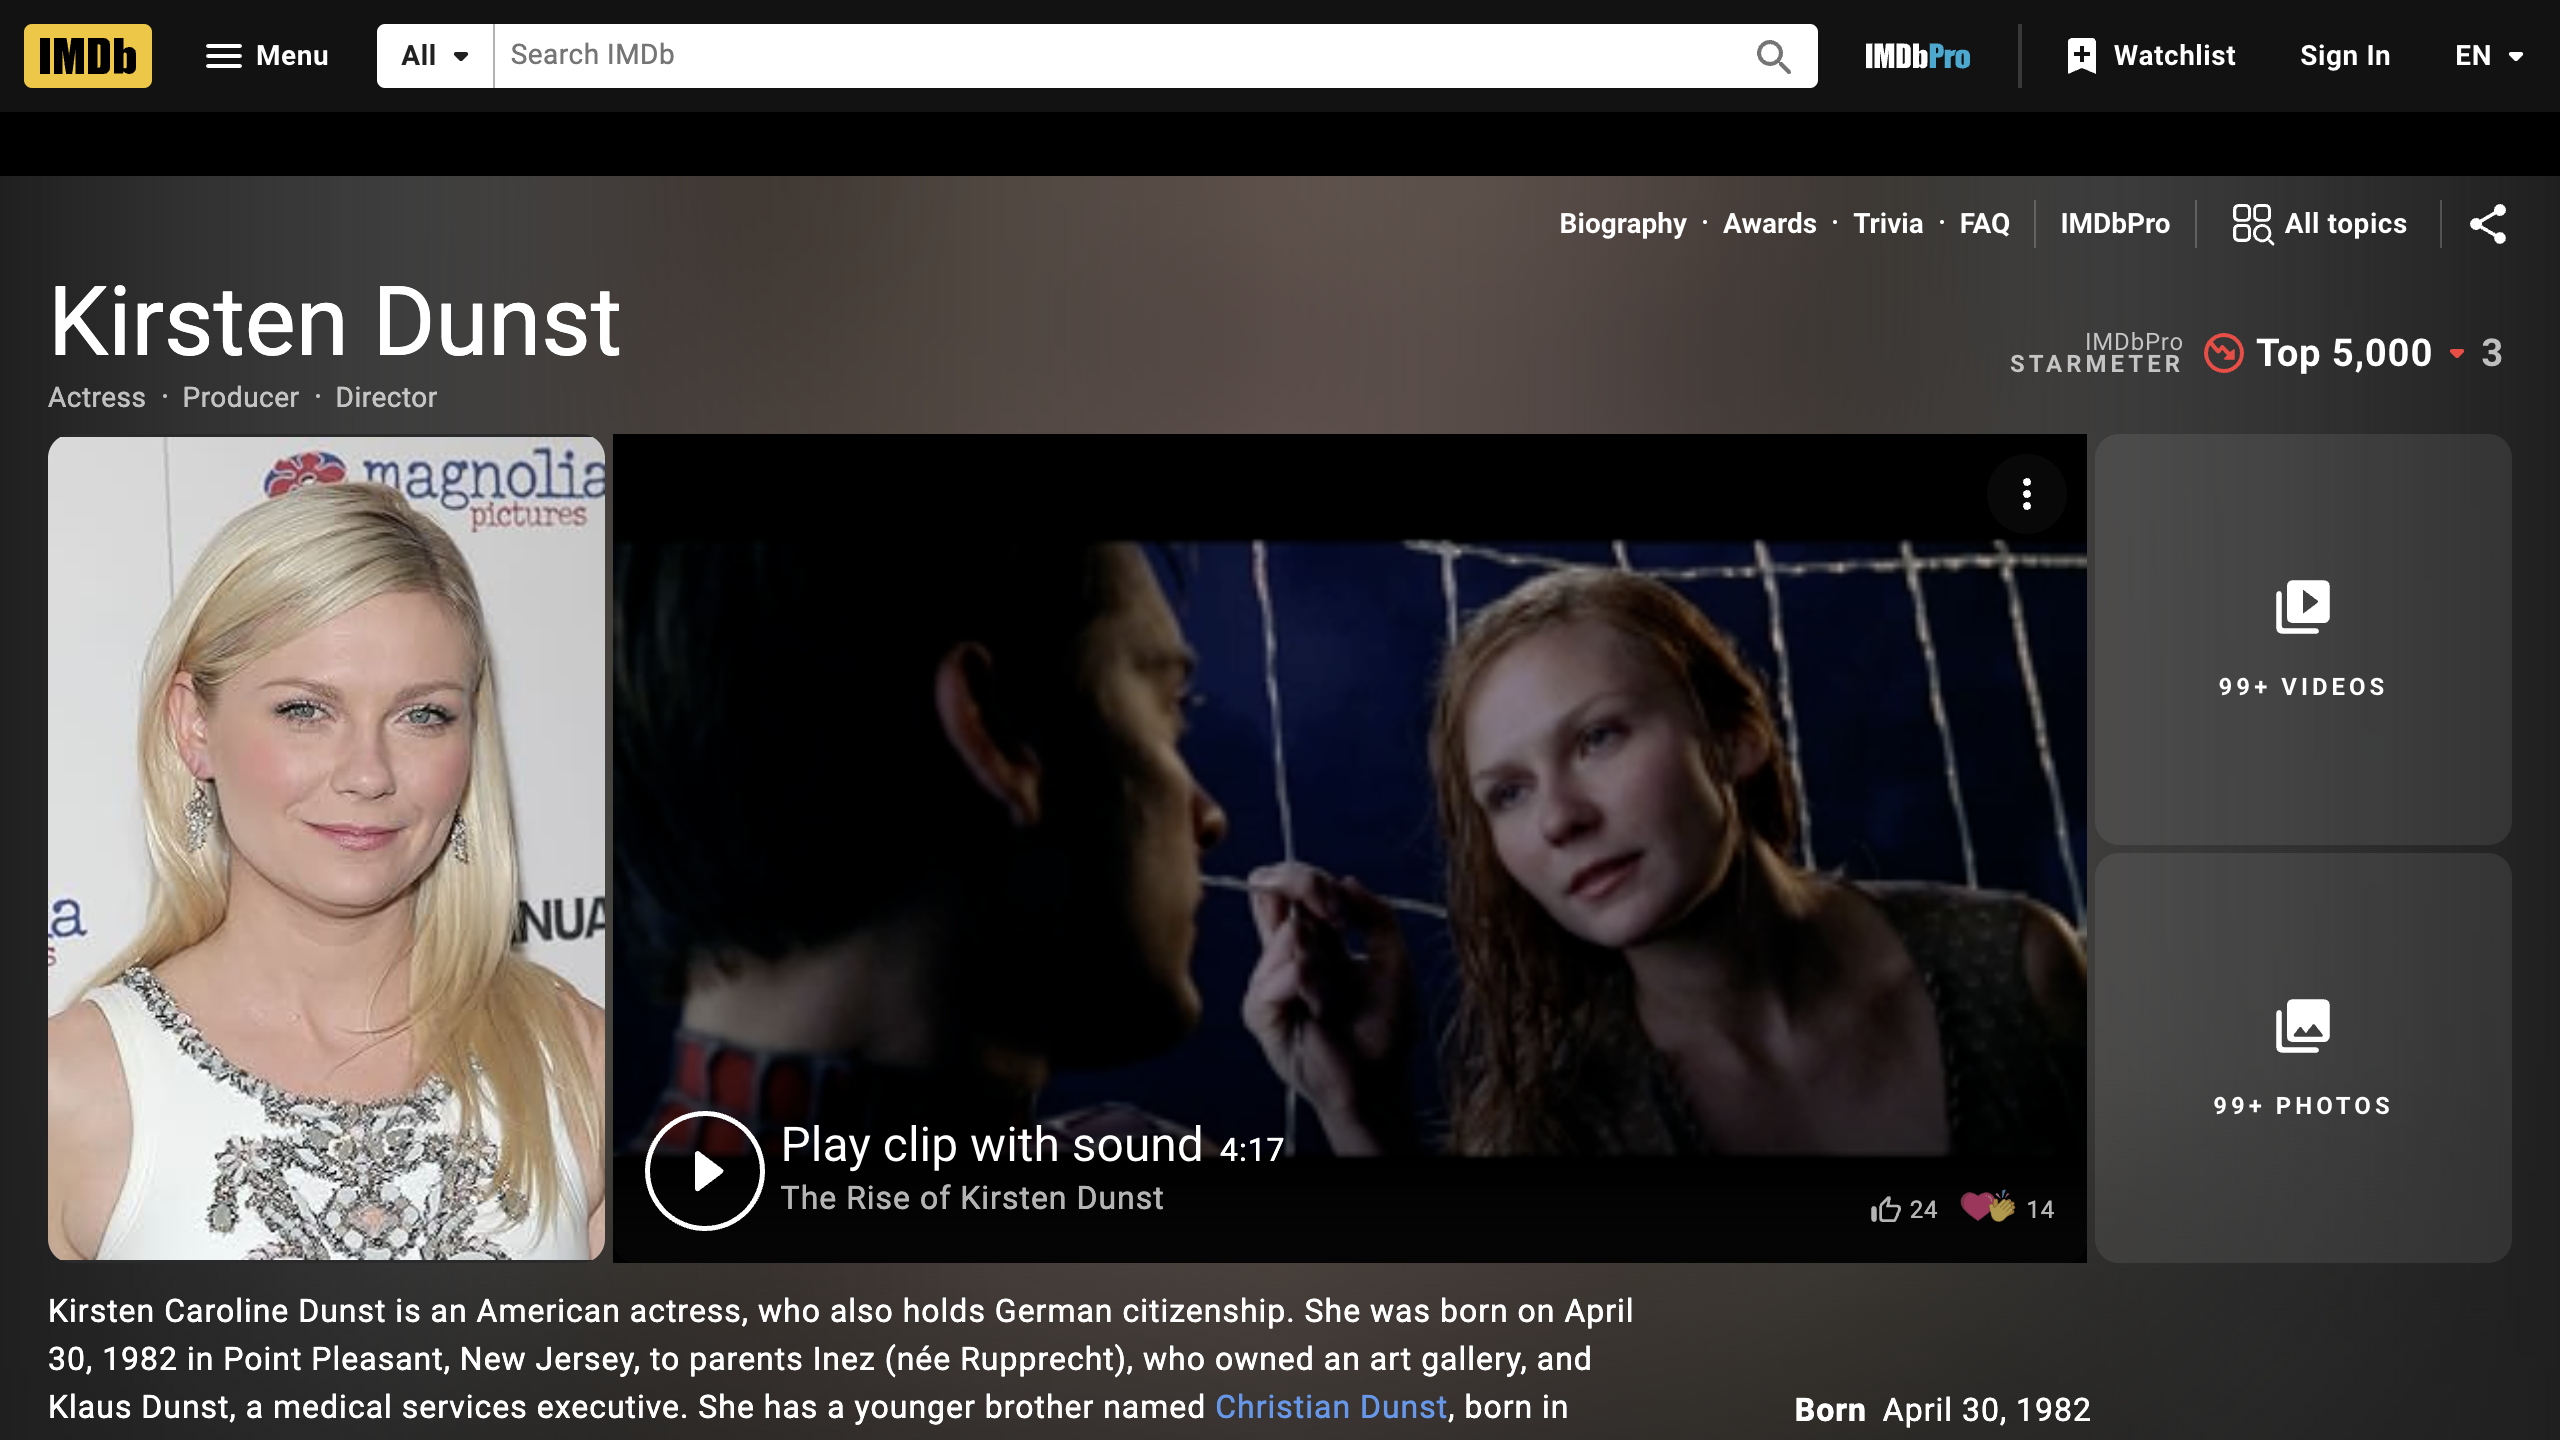 IMDb
Menu
All
Search IMDb
IMDbPro
Watchlist
Sign In
EN
Biography · Awards · Trivia · FAQ
IMDbPro
All topics
Kirsten Dunst
Actress · Producer · Director
IMDbPro
STARMETER
Top 5,000
3
magnolia
pictures
a
s
NUA
99+ VIDEOS
99+ PHOTOS
Play clip with sound 4:17
The Rise of Kirsten Dunst
24
14
Kirsten Caroline Dunst is an American actress, who also holds German citizenship. She was born on April
30, 1982 in Point Pleasant, New Jersey, to parents Inez (née Rupprecht), who owned an art gallery, and
Klaus Dunst, a medical services executive. She has a younger brother named Christian Dunst, born in
Born April 30, 1982